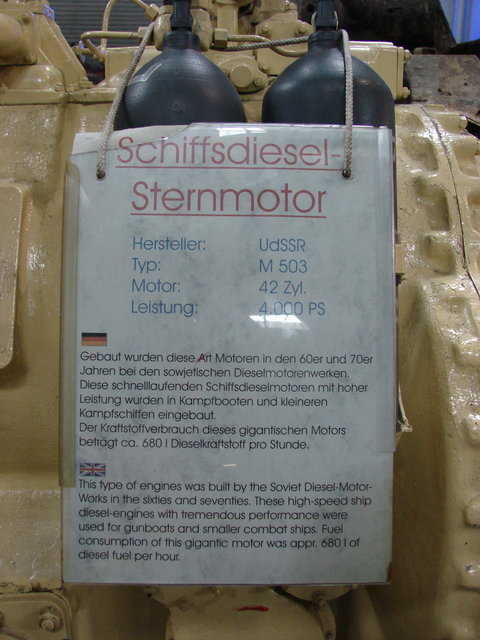 Schiffsdiesel-
Sternmotor
Hersteller: UdSSR
Typ: M 503
Motor: 42 Zyl.
Leistung: 4.000 PS
Gebaut wurden diese Art Motoren in den 60er und 70er
Jahren bei den sowjetischen Dieselmotorenwerken.
Diese schnelllaufenden Schiffsdieselmotoren mit hoher
Leistung wurden in Kampfbooten und kleineren
Kampfschiffen eingebaut.
Der Kraftstoffverbrauch dieses gigantischen Motors
beträgt ca. 680 l Dieselkraftstoff pro Stunde.
This type of engines was built by the Soviet Diesel-Motor-
Works in the sixties and seventies. These high-speed ship
diesel-engines with tremendous performance were
used for gunboats and smaller combat ships. Fuel
consumption of this gigantic motor was appr. 680 l of
diesel fuel per hour.